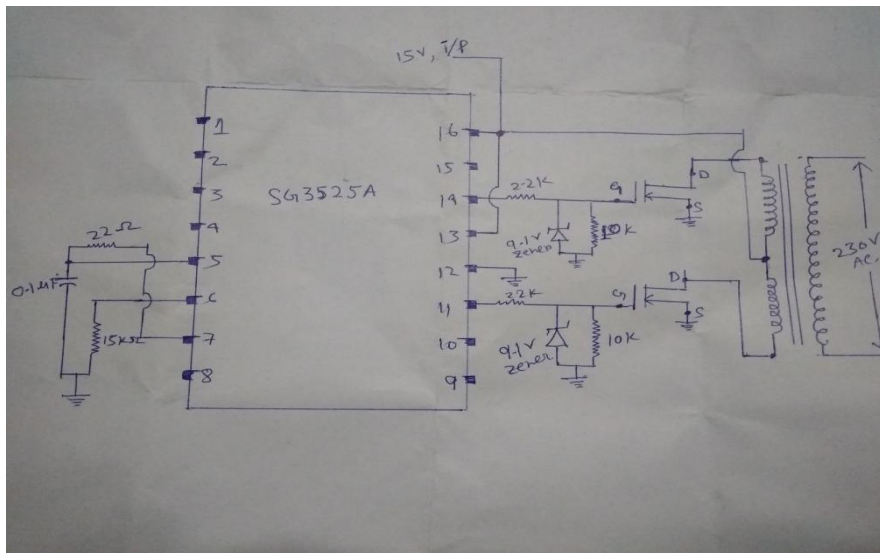 15V, I/P
SG3525A
1
2
3
4
5
6
7
8
16
15
14
13
12
11
10
9
22Ω
0.1µF
15KΩ
2.2K
9.1V
zener
10K
G
D
S
22K
9.1V
zener
10K
G
D
S
230V
AC.